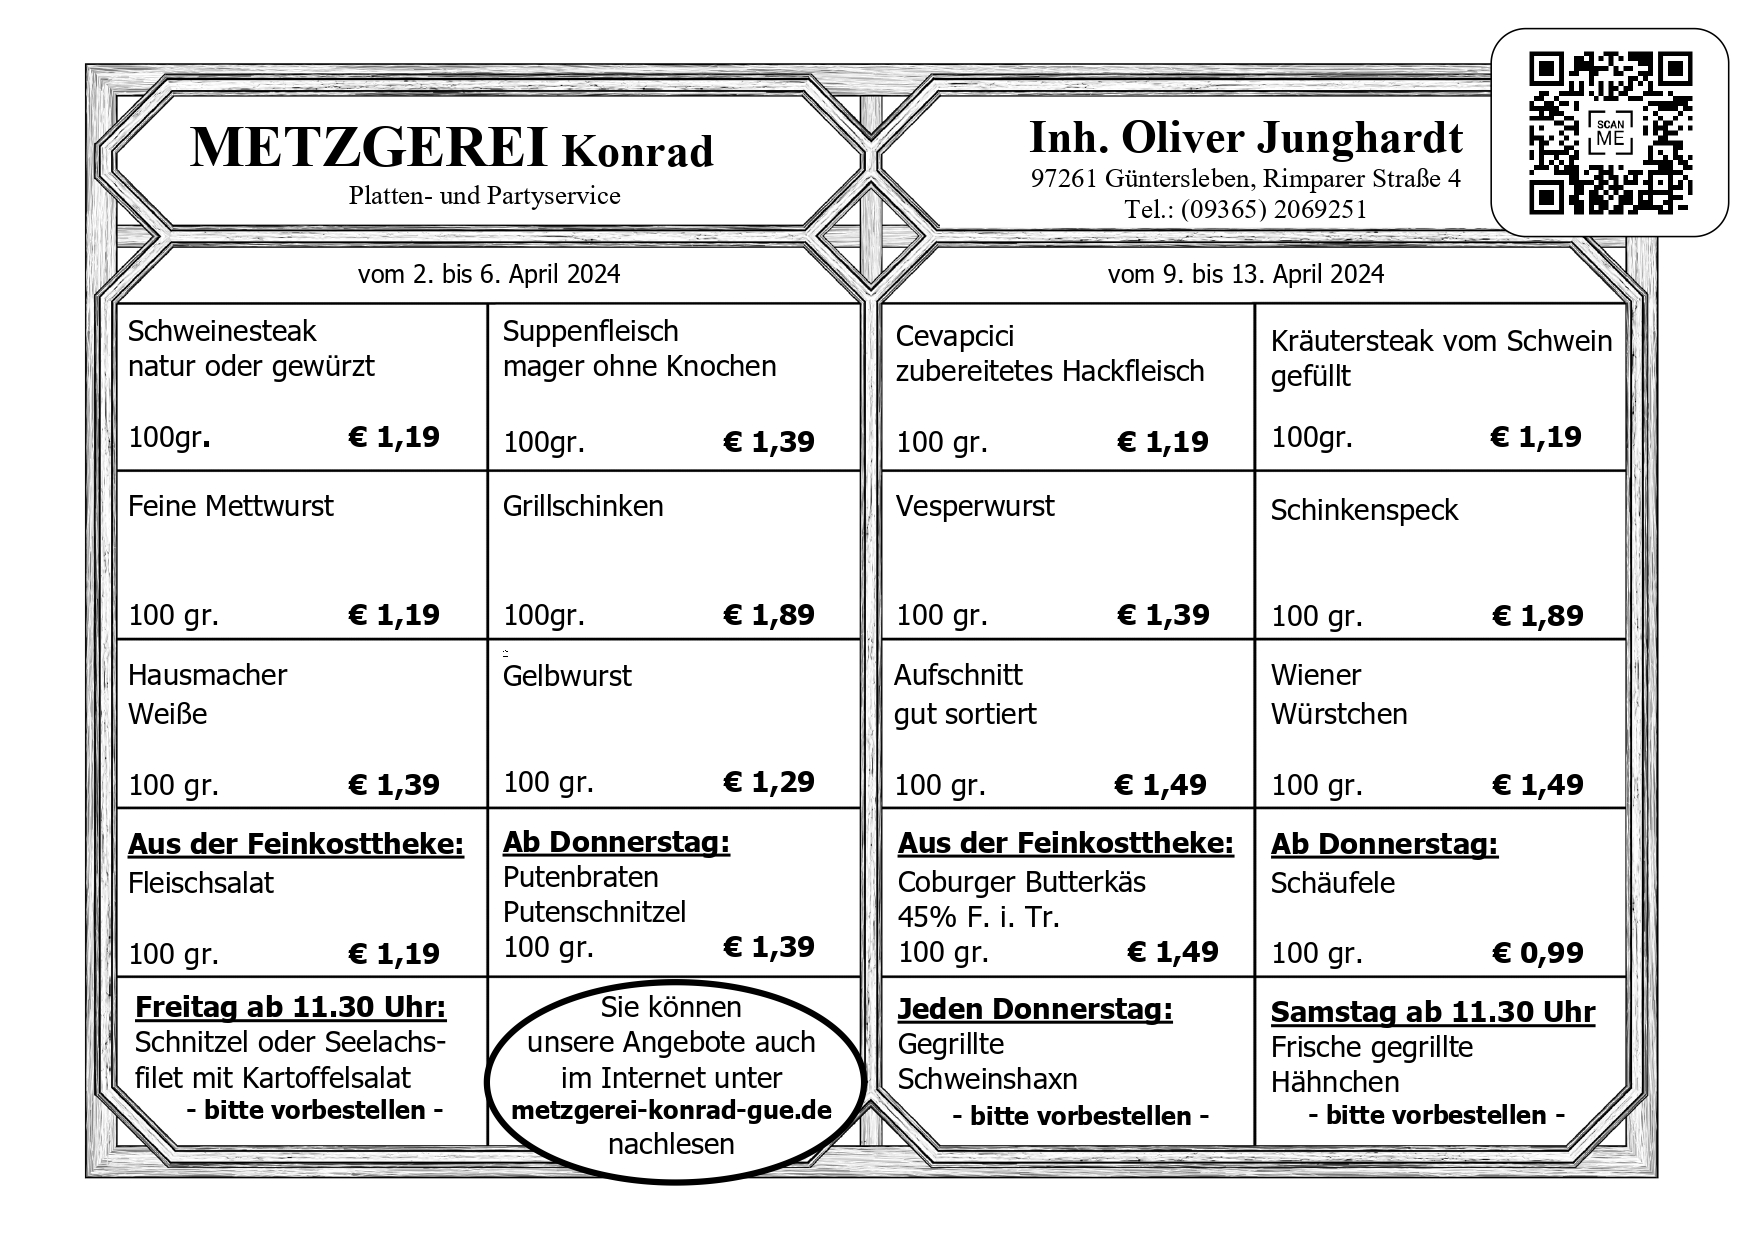 METZGEREI Konrad
Platten- und Partyservice
Inh. Oliver Junghardt
97261 Güntersleben, Rimparer Straße 4
Tel.: (09365) 2069251
SCAN
ME
vom 2. bis 6. April 2024
Schweinesteak
natur oder gewürzt
100gr. € 1,19
Suppenfleisch
mager ohne Knochen
100gr. € 1,39
Feine Mettwurst
100 gr. € 1,19
Grillschinken
100gr. € 1,89
Hausmacher
Weiße
100 gr. € 1,39
Gelbwurst
100 gr. € 1,29
Aus der Feinkosttheke:
Fleischsalat
100 gr. € 1,19
Ab Donnerstag:
Putenbraten
Putenschnitzel
100 gr. € 1,39
Freitag ab 11.30 Uhr:
Schnitzel oder Seelachs-
filet mit Kartoffelsalat
- bitte vorbestellen -
Sie können
unsere Angebote auch
im Internet unter
metzgerei-konrad-gue.de
nachlesen
vom 9. bis 13. April 2024
Cevapcici
zubereitetes Hackfleisch
100 gr. € 1,19
Kräutersteak vom Schwein
gefüllt
100gr. € 1,19
Vesperwurst
100 gr. € 1,39
Schinkenspeck
100 gr. € 1,89
Aufschnitt
gut sortiert
100 gr. € 1,49
Wiener
Würstchen
100 gr. € 1,49
Aus der Feinkosttheke:
Coburger Butterkäs
45% F. i. Tr.
100 gr. € 1,49
Ab Donnerstag:
Schäufele
100 gr. € 0,99
Jeden Donnerstag:
Gegrillte
Schweinshaxn
- bitte vorbestellen -
Samstag ab 11.30 Uhr
Frische gegrillte
Hähnchen
- bitte vorbestellen -